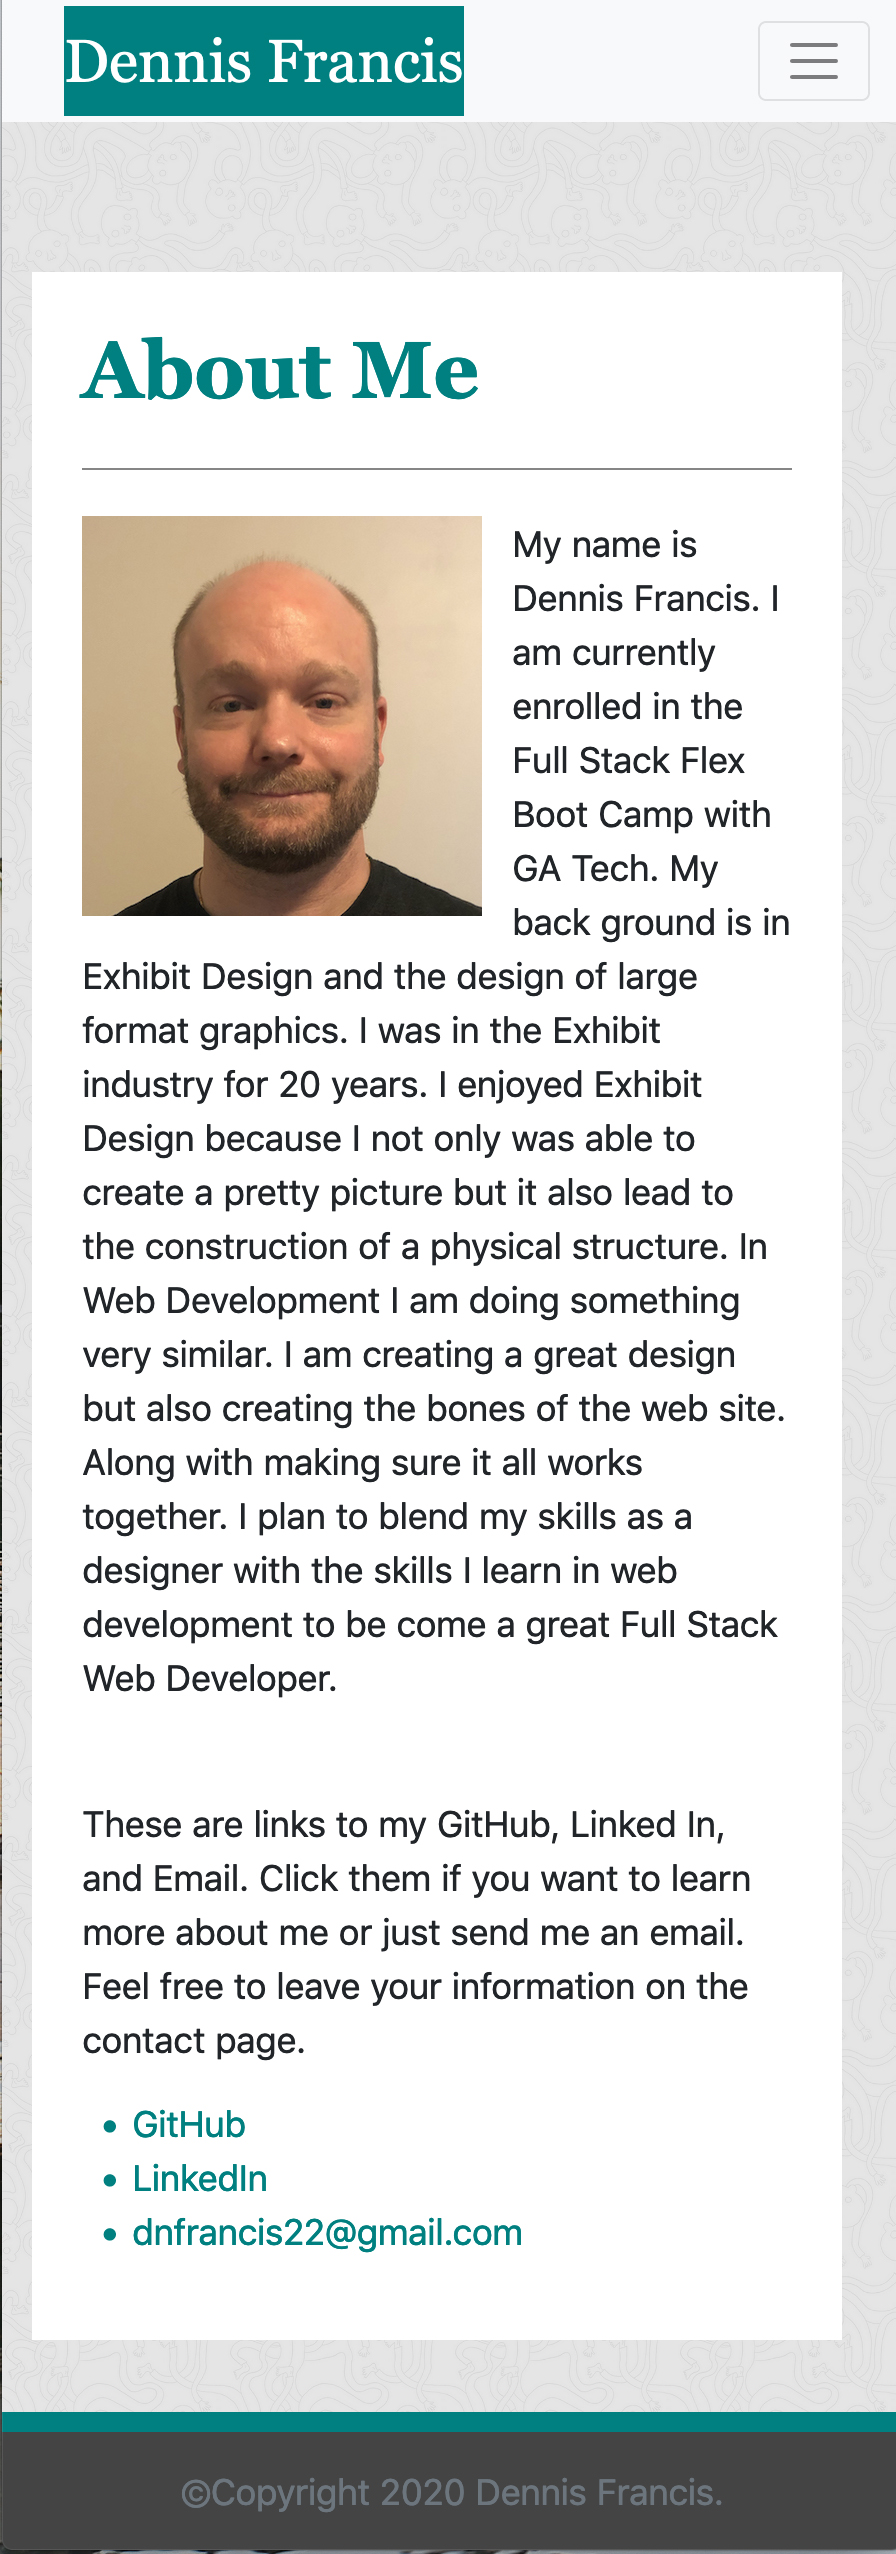 Dennis Francis
About Me
My name is
Dennis Francis. I
am currently
enrolled in the
Full Stack Flex
Boot Camp with
GA Tech. My
back ground is in
Exhibit Design and the design of large
format graphics. I was in the Exhibit
industry for 20 years. I enjoyed Exhibit
Design because I not only was able to
create a pretty picture but it also lead to
the construction of a physical structure. In
Web Development I am doing something
very similar. I am creating a great design
but also creating the bones of the web site.
Along with making sure it all works
together. I plan to blend my skills as a
designer with the skills I learn in web
development to be come a great Full Stack
Web Developer.
These are links to my GitHub, Linked In,
and Email. Click them if you want to learn
more about me or just send me an email.
Feel free to leave your information on the
contact page.
• GitHub
• LinkedIn
• dnfrancis22@gmail.com
©Copyright 2020 Dennis Francis.